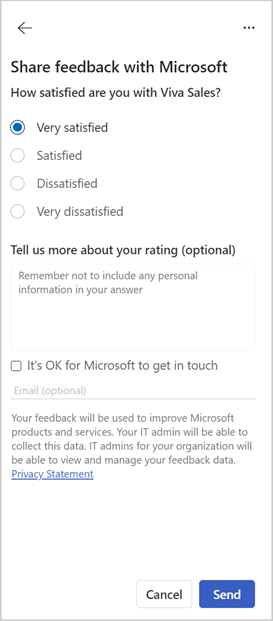 Share feedback with Microsoft
How satisfied are you with Viva Sales?
Very satisfied
Satisfied
Dissatisfied
Very dissatisfied
Tell us more about your rating (optional)
Remember not to include any personal
information in your answer
It's OK for Microsoft to get in touch
Email (optional)
Your feedback will be used to improve Microsoft
products and services. Your IT admin will be able to
collect this data. IT admins for your organization will
be able to view and manage your feedback data.
Privacy Statement
Cancel
Send